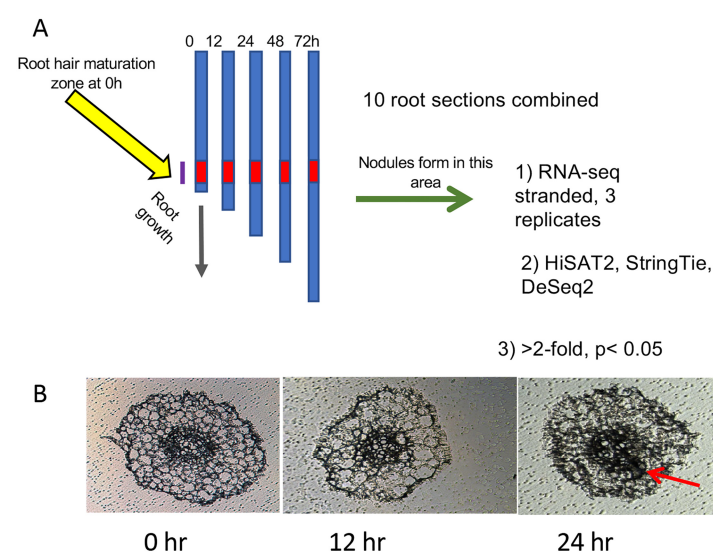 A
0 12 24 48 72h
Root hair maturation
zone at 0h
10 root sections combined
Nodules form in this
area
Root
growth
1) RNA-seq
stranded, 3
replicates
2) HiSAT2, StringTie,
DeSeq2
3) >2-fold, p< 0.05
B
0 hr
12 hr
24 hr